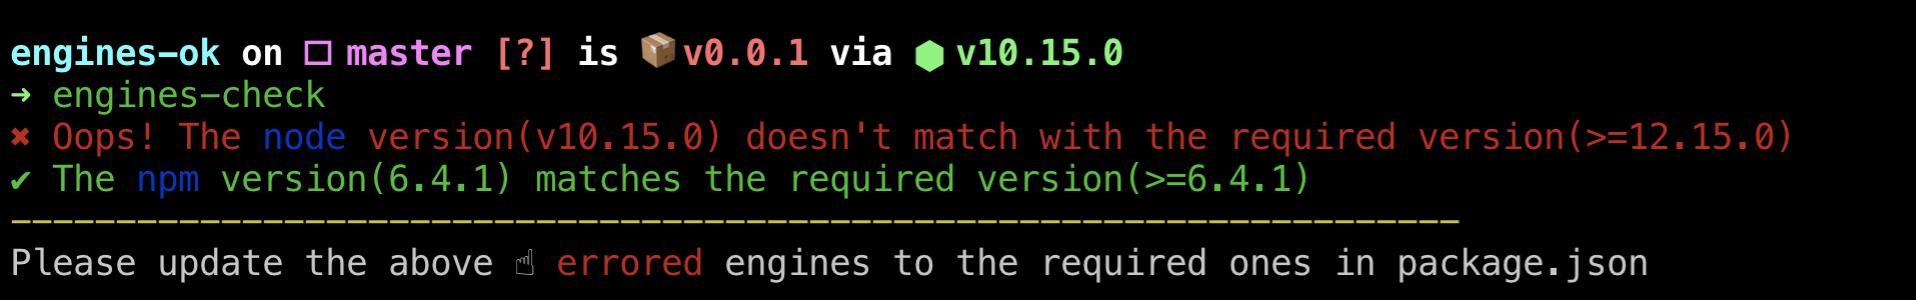 engines-ok on □ master [?] is 📦 v0.0.1 via ⬢ v10.15.0
➜ engines-check
✖ Oops! The node version(v10.15.0) doesn't match with the required version(>=12.15.0)
✔ The npm version(6.4.1) matches the required version(>=6.4.1)
---------------------------------------------------------------------
Please update the above ☝ errored engines to the required ones in package.json